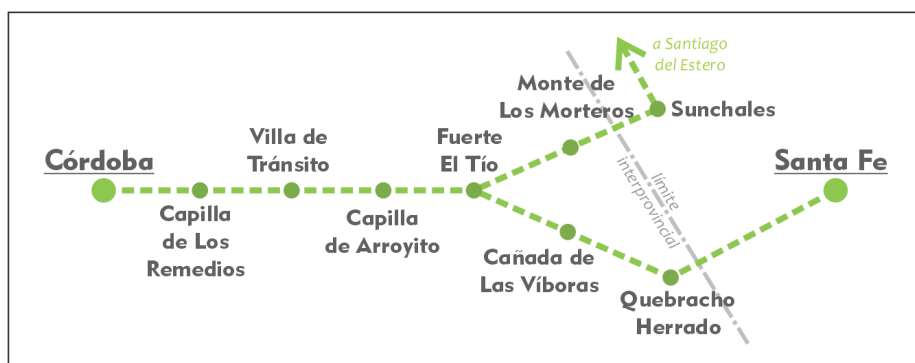 a Santiago
del Estero
Monte de
Los Morteros
Sunchales
Villa de
Tránsito
Fuerte
El Tío
Córdoba
Santa Fe
límite
interprovincial
Capilla
de Los
Remedios
Capilla
de Arroyito
Cañada de
Las Víboras
Quebracho
Herrado